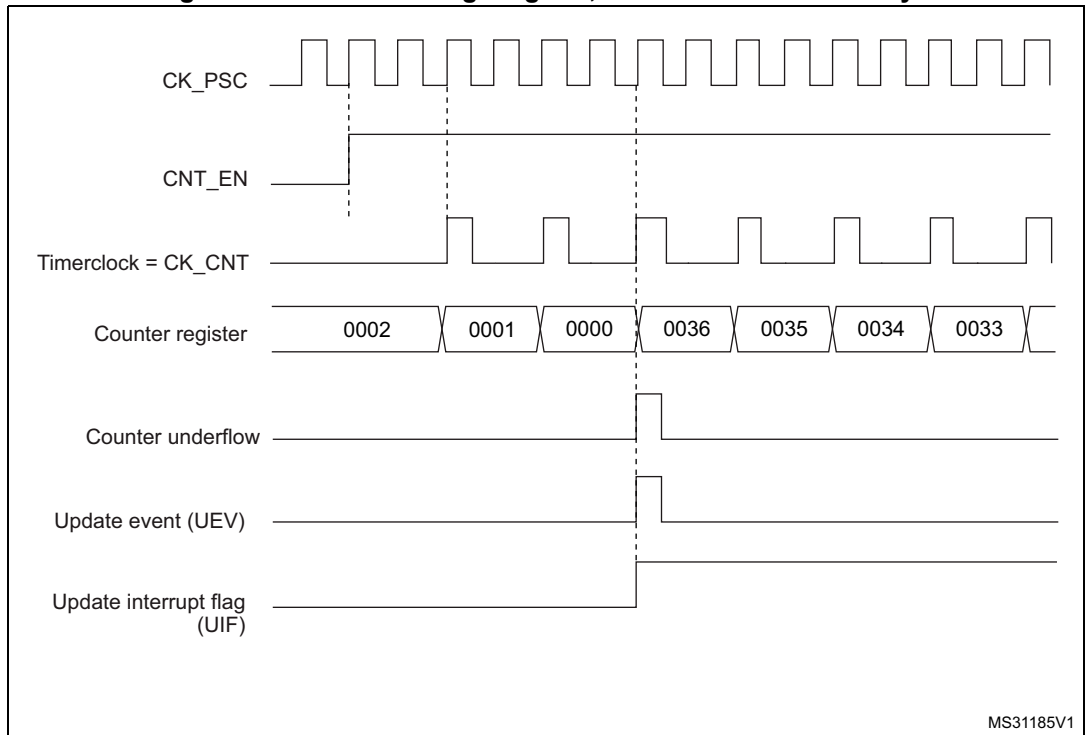 CK_PSC
CNT_EN
Timerclock = CK_CNT
Counter register
0002 0001 0000 0036 0035 0034 0033
Counter underflow
Update event (UEV)
Update interrupt flag
(UIF)
MS31185V1